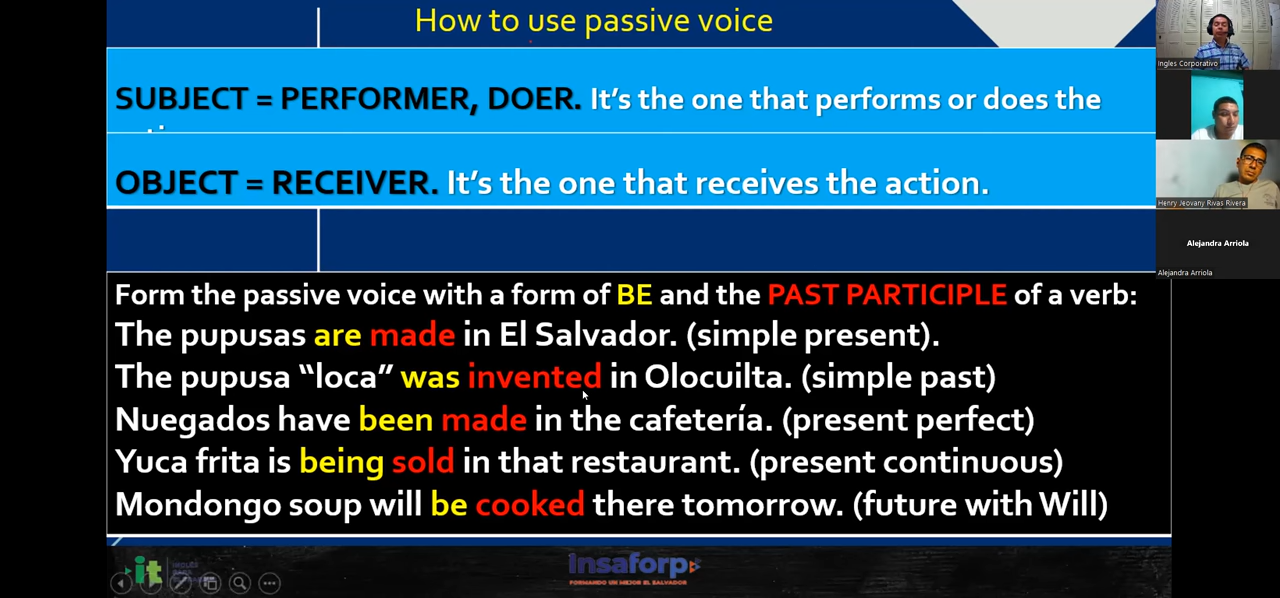 How to use passive voice
SUBJECT = PERFORMER, DOER. It's the one that performs or does the
OBJECT = RECEIVER. It's the one that receives the action.
Form the passive voice with a form of BE and the PAST PARTICIPLE of a verb:
The pupusas are made in El Salvador. (simple present).
The pupusa “loca” was invented in Olocuilta. (simple past)
Nuegados have been made in the cafetería. (present perfect)
Yuca frita is being sold in that restaurant. (present continuous)
Mondongo soup will be cooked there tomorrow. (future with Will)
it
insaforp
FORMANDO UN MEJOR EL SALVADOR
Ingles Corporativo
Henry Jeovany Rivas Rivera
Alejandra Arriola
Alejandra Arriola